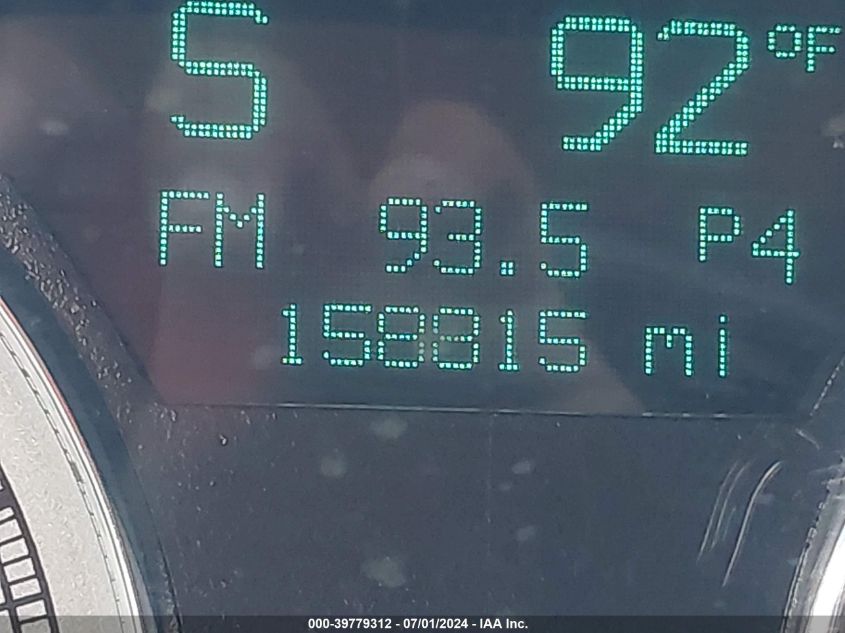 S 92 °F
FM 93.5 P4
158815 mi
000-39779312 - 07/01/2024 - IAA Inc.